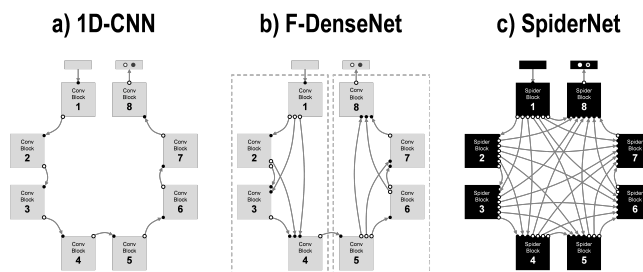 a) 1D-CNN
b) F-DenseNet
c) SpiderNet
Conv
Block
1
Conv
Block
8
Conv
Block
2
Conv
Block
7
Conv
Block
3
Conv
Block
6
Conv
Block
4
Conv
Block
5
Conv
Block
1
Conv
Block
8
Conv
Block
2
Conv
Block
7
Conv
Block
3
Conv
Block
6
Conv
Block
4
Conv
Block
5
Spider
Block
1
Spider
Block
8
Spider
Block
2
Spider
Block
7
Spider
Block
3
Spider
Block
6
Spider
Block
4
Spider
Block
5